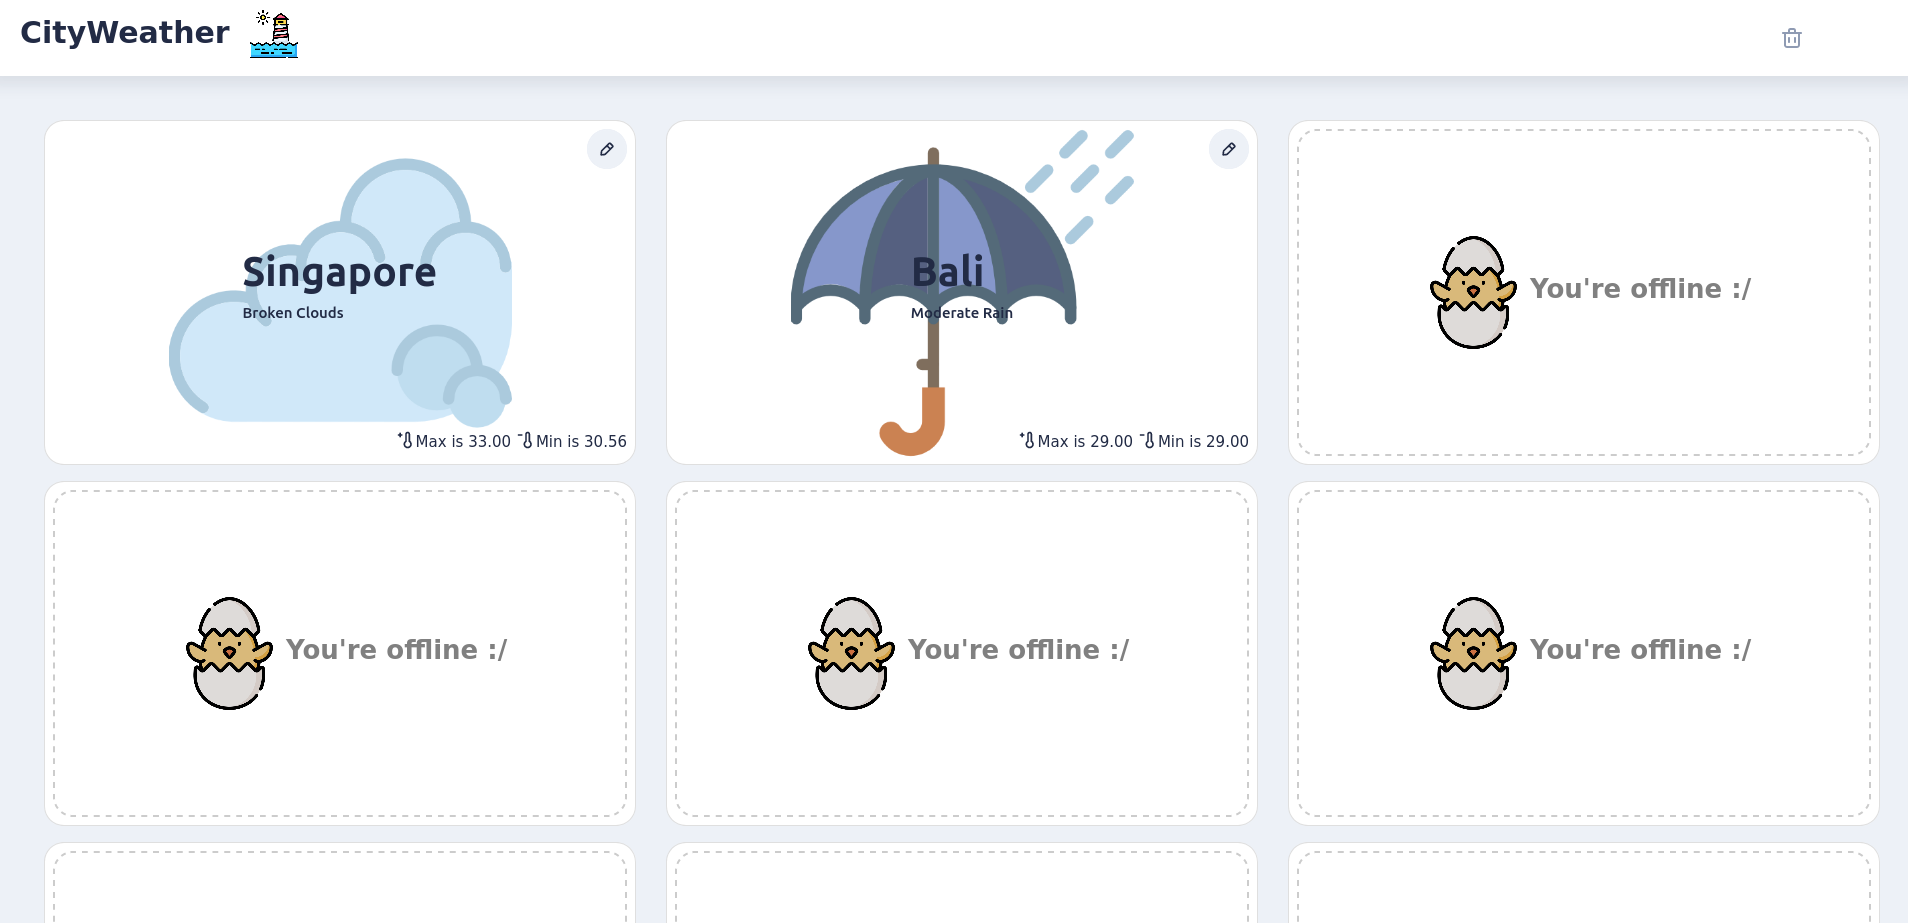 CityWeather
Singapore
Broken Clouds
Max is 33.00 Min is 30.56
Bali
Moderate Rain
Max is 29.00 Min is 29.00
You're offline :/
You're offline :/
You're offline :/
You're offline :/